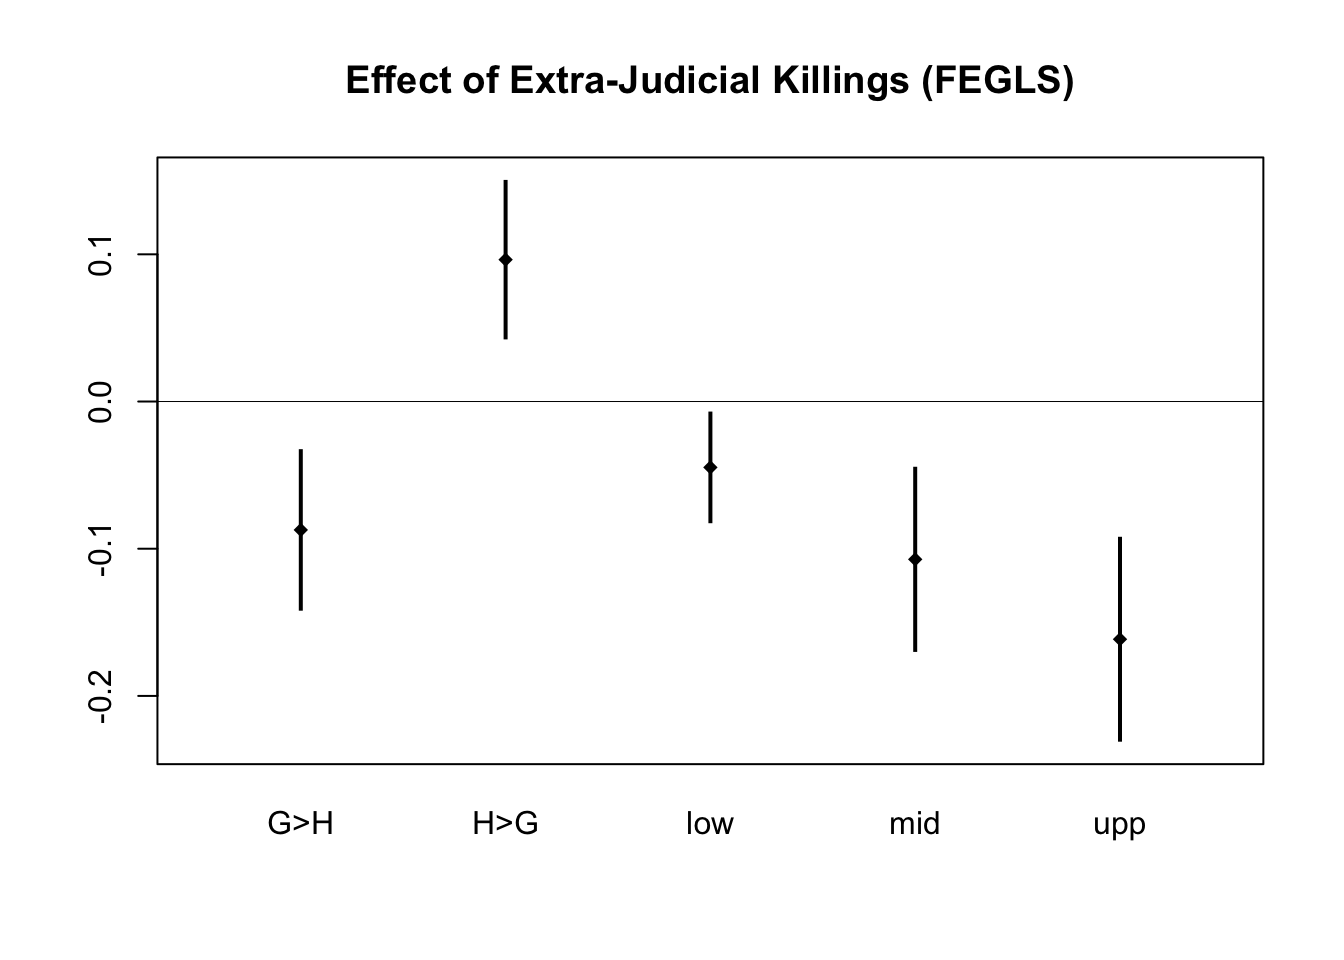 Effect of Extra-Judicial Killings (FEGLS)
0.1
0.0
-0.1
-0.2
G>H H>G low mid upp